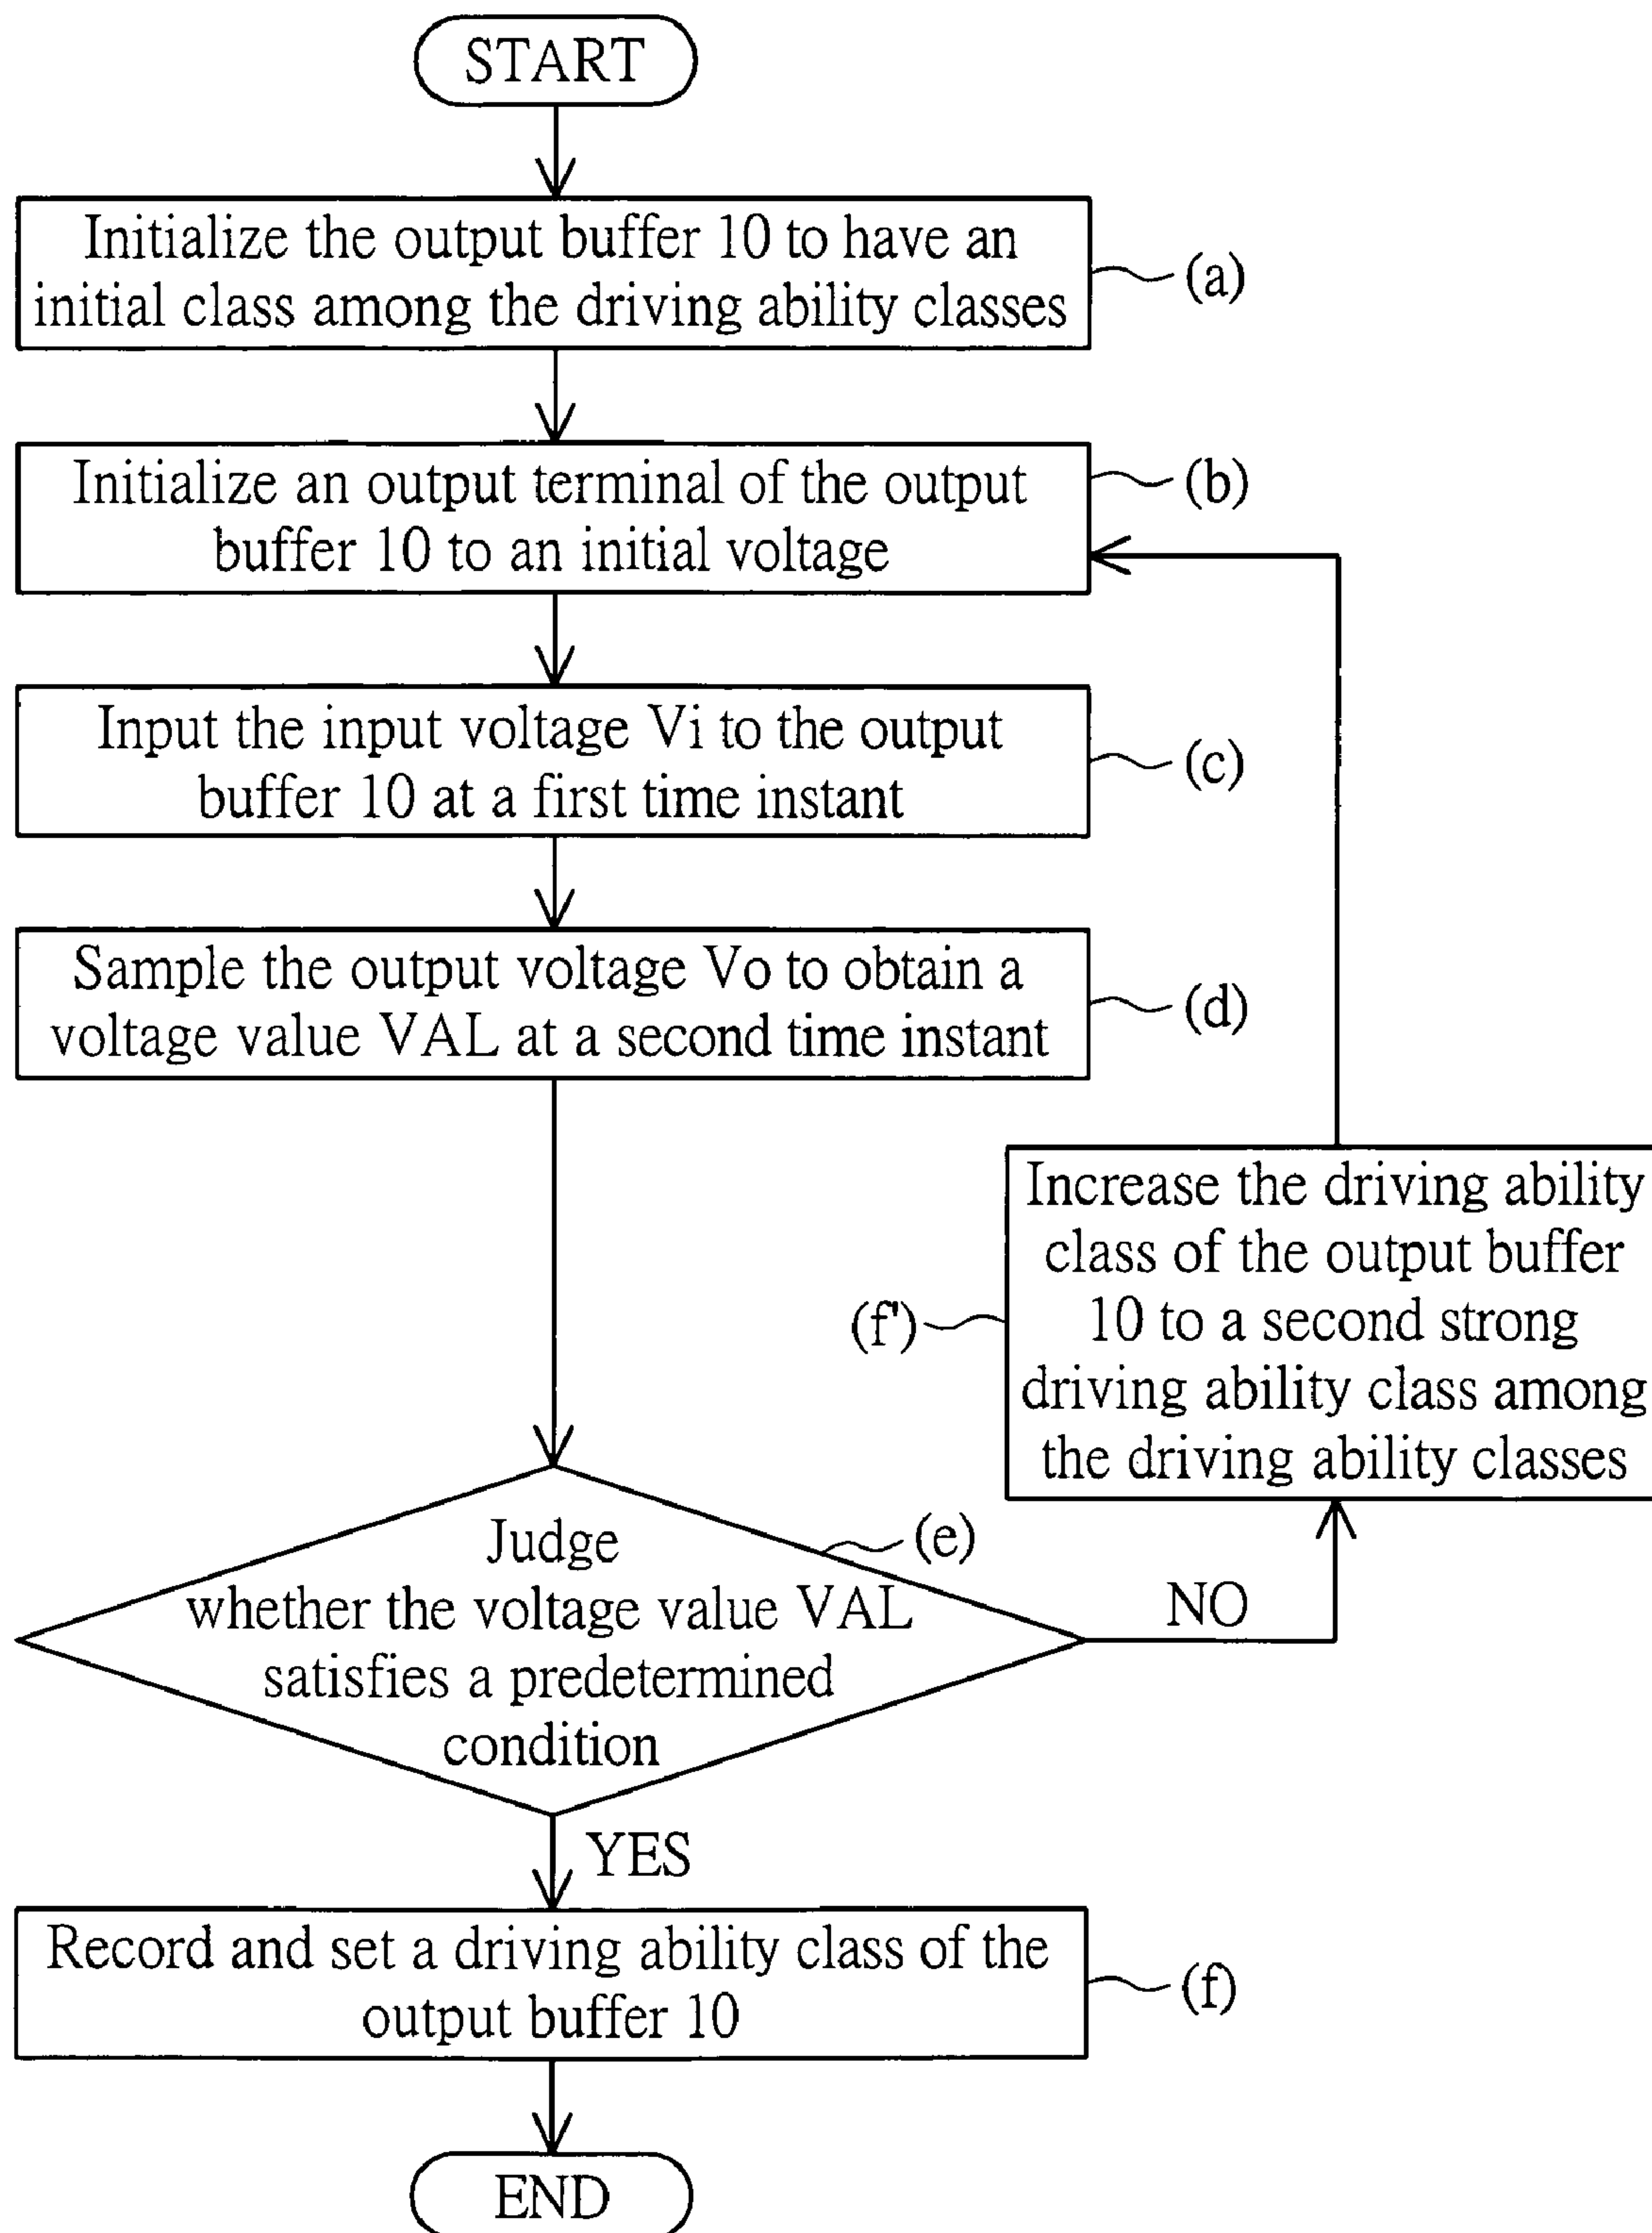 START
Initialize the output buffer 10 to have an
initial class among the driving ability classes
(a)
Initialize an output terminal of the output
buffer 10 to an initial voltage
(b)
Input the input voltage Vi to the output
buffer 10 at a first time instant
(c)
Sample the output voltage Vo to obtain a
voltage value VAL at a second time instant
(d)
Increase the driving ability
class of the output buffer
10 to a second strong
driving ability class among
the driving ability classes
(f')
Judge
whether the voltage value VAL
satisfies a predetermined
condition
(e)
NO
YES
Record and set a driving ability class of the
output buffer 10
(f)
END